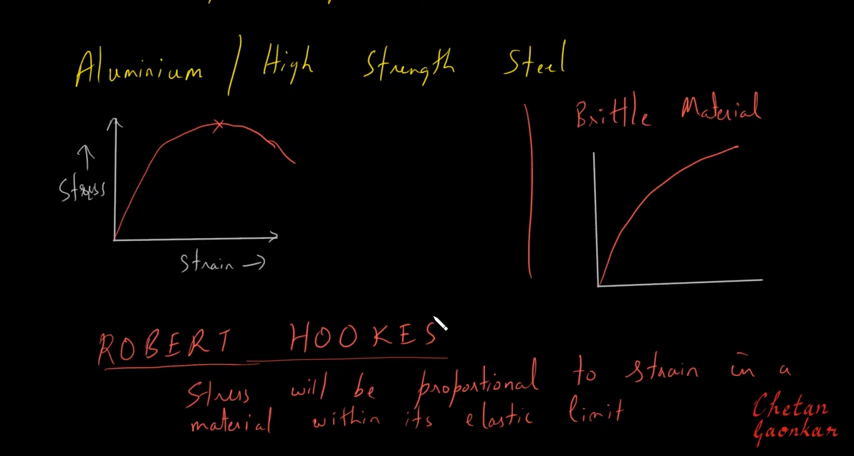 Aluminium / High Strength Steel
Brittle Material
Stress
Strain →
ROBERT HOOKES
Stress will be proportional to strain in a
material within its elastic limit
Chetan
Gaonkar